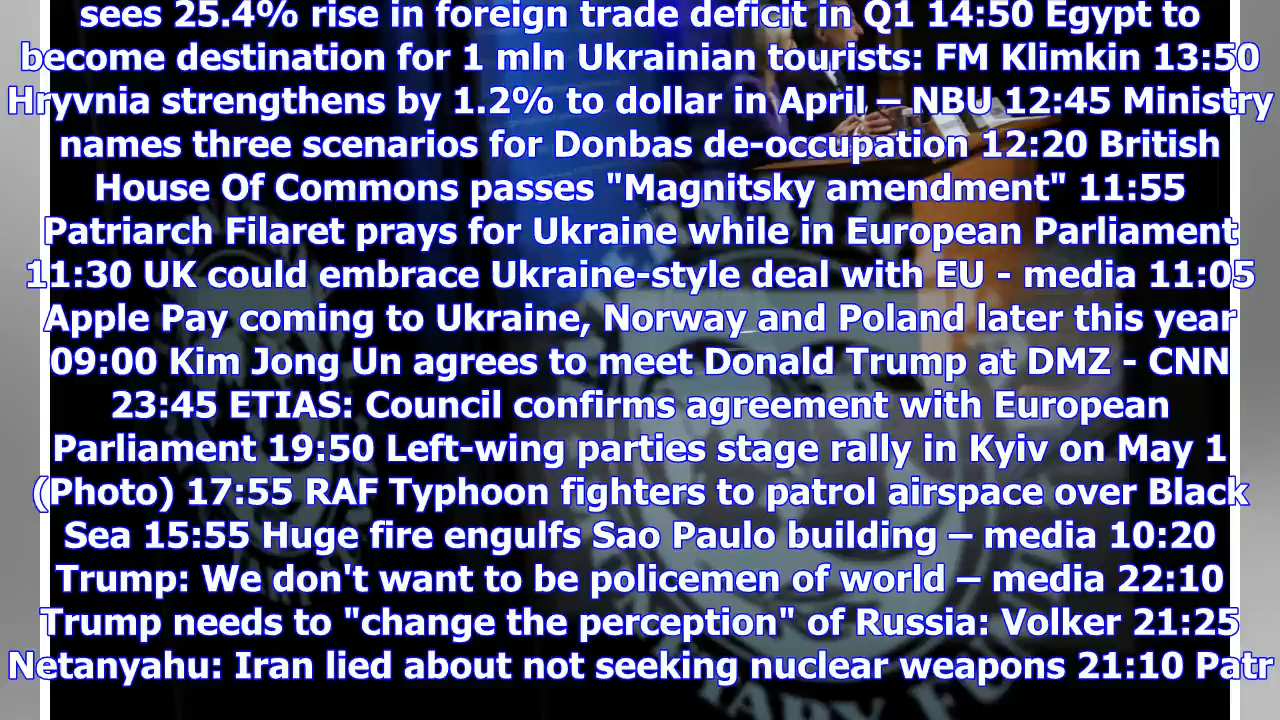 sees 25.4% rise in foreign trade deficit in Q1 14:50 Egypt to
become destination for 1 mln Ukrainian tourists: FM Klimkin 13:50
Hryvnia strengthens by 1.2% to dollar in April – NBU 12:45 Ministry
names three scenarios for Donbas de-occupation 12:20 British
House Of Commons passes "Magnitsky amendment" 11:55
Patriarch Filaret prays for Ukraine while in European Parliament
11:30 UK could embrace Ukraine-style deal with EU - media 11:05
Apple Pay coming to Ukraine, Norway and Poland later this year
09:00 Kim Jong Un agrees to meet Donald Trump at DMZ - CNN
23:45 ETIAS: Council confirms agreement with European
Parliament 19:50 Left-wing parties stage rally in Kyiv on May 1
(Photo) 17:55 RAF Typhoon fighters to patrol airspace over Black
Sea 15:55 Huge fire engulfs Sao Paulo building – media 10:20
Trump: We don't want to be policemen of world – media 22:10
Trump needs to "change the perception" of Russia: Volker 21:25
Netanyahu: Iran lied about not seeking nuclear weapons 21:10 Patr